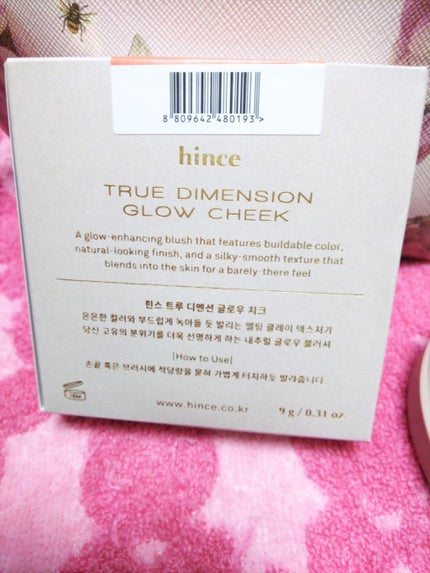 8 809642 480193 >
hince
TRUE DIMENSION
GLOW CHEEK
A glow-enhancing blush that features buildable color,
natural-looking finish, and a silky-smooth texture that
blends into the skin for a barely-there feel
힌스 트루 디멘션 글로우 치크
은은한 컬러와 부드럽게 녹아들 듯 발리는 멜팅 클레이 텍스처가
당신 고유의 분위기를 더욱 선명하게 하는 내추럴 글로우 블러셔
[How to Use]
손끝 혹은 브러시에 적당량을 묻혀 가볍게 터치하듯 발라줍니다.
www.hince.co.kr
9 g / 0.31 oz.